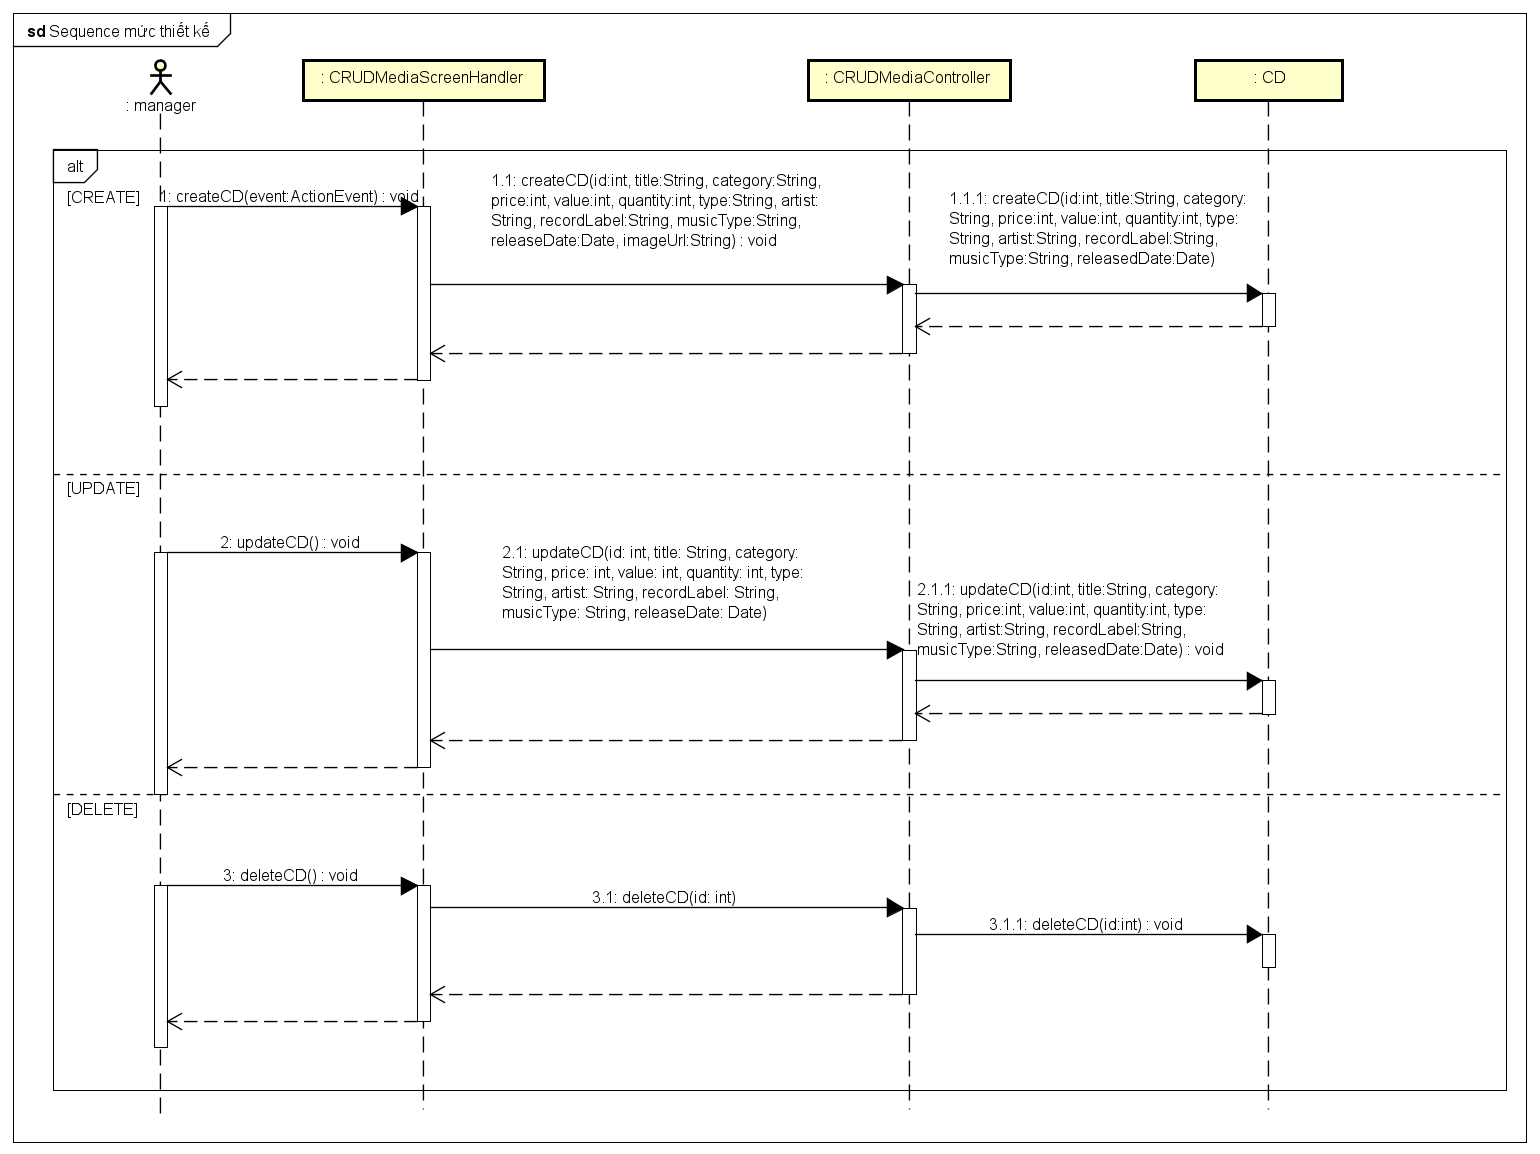 sd Sequence mức thiết kế
: manager
: CRUDMediaScreenHandler
: CRUDMediaController
: CD
alt
[CREATE]
1: createCD(event:ActionEvent) : void
1.1: createCD(id:int, title:String, category:String,
price:int, value:int, quantity:int, type:String, artist:
String, recordLabel:String, musicType:String,
releaseDate:Date, imageUrl:String) : void
1.1.1: createCD(id:int, title:String, category:
String, price:int, value:int, quantity:int, type:
String, artist:String, recordLabel:String,
musicType:String, releasedDate:Date)
[UPDATE]
2: updateCD() : void
2.1: updateCD(id: int, title: String, category:
String, price: int, value: int, quantity: int, type:
String, artist: String, recordLabel: String,
musicType: String, releaseDate: Date)
2.1.1: updateCD(id:int, title:String, category:
String, price:int, value:int, quantity:int, type:
String, artist:String, recordLabel:String,
musicType:String, releasedDate:Date) : void
[DELETE]
3: deleteCD() : void
3.1: deleteCD(id: int)
3.1.1: deleteCD(id:int) : void